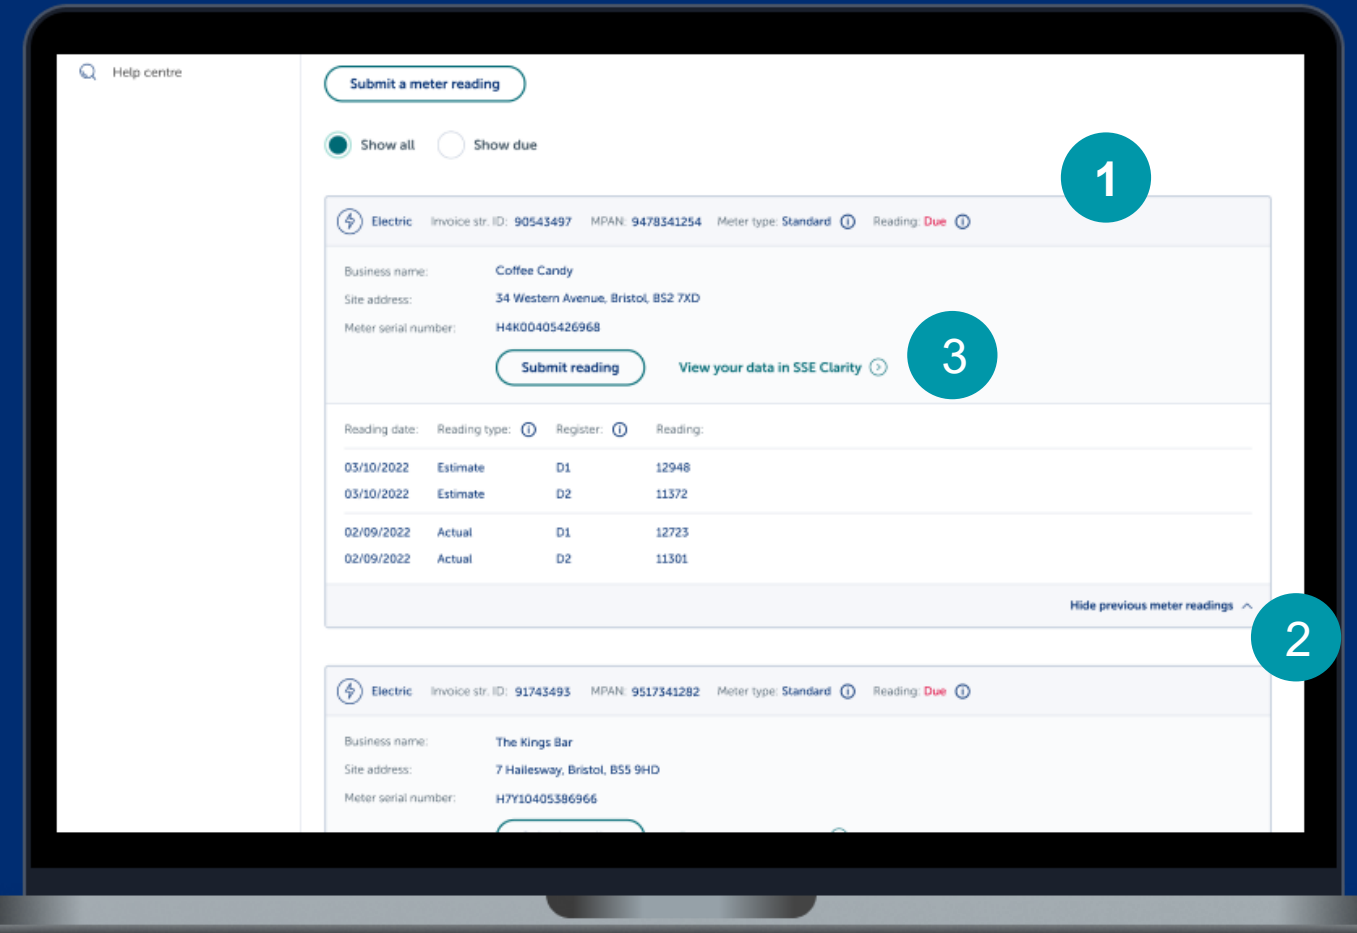 Help centre
Submit a meter reading
Show all Show due
1
Electric Invoice str. ID: 90543497 MPAN: 9478341254 Meter type: Standard Reading: Due
Business name: Coffee Candy
Site address: 34 Western Avenue, Bristol, BS2 7XD
Meter serial number: H4K00405426968
Submit reading View your data in SSE Clarity
3
Reading date: Reading type: Register: Reading:
03/10/2022 Estimate D1 12948
03/10/2022 Estimate D2 11372
02/09/2022 Actual D1 12723
02/09/2022 Actual D2 11301
Hide previous meter readings
2
Electric Invoice str. ID: 91743493 MPAN: 9517341282 Meter type: Standard Reading: Due
Business name: The Kings Bar
Site address: 7 Hailesway, Bristol, BS5 9HD
Meter serial number: H7Y10405386966